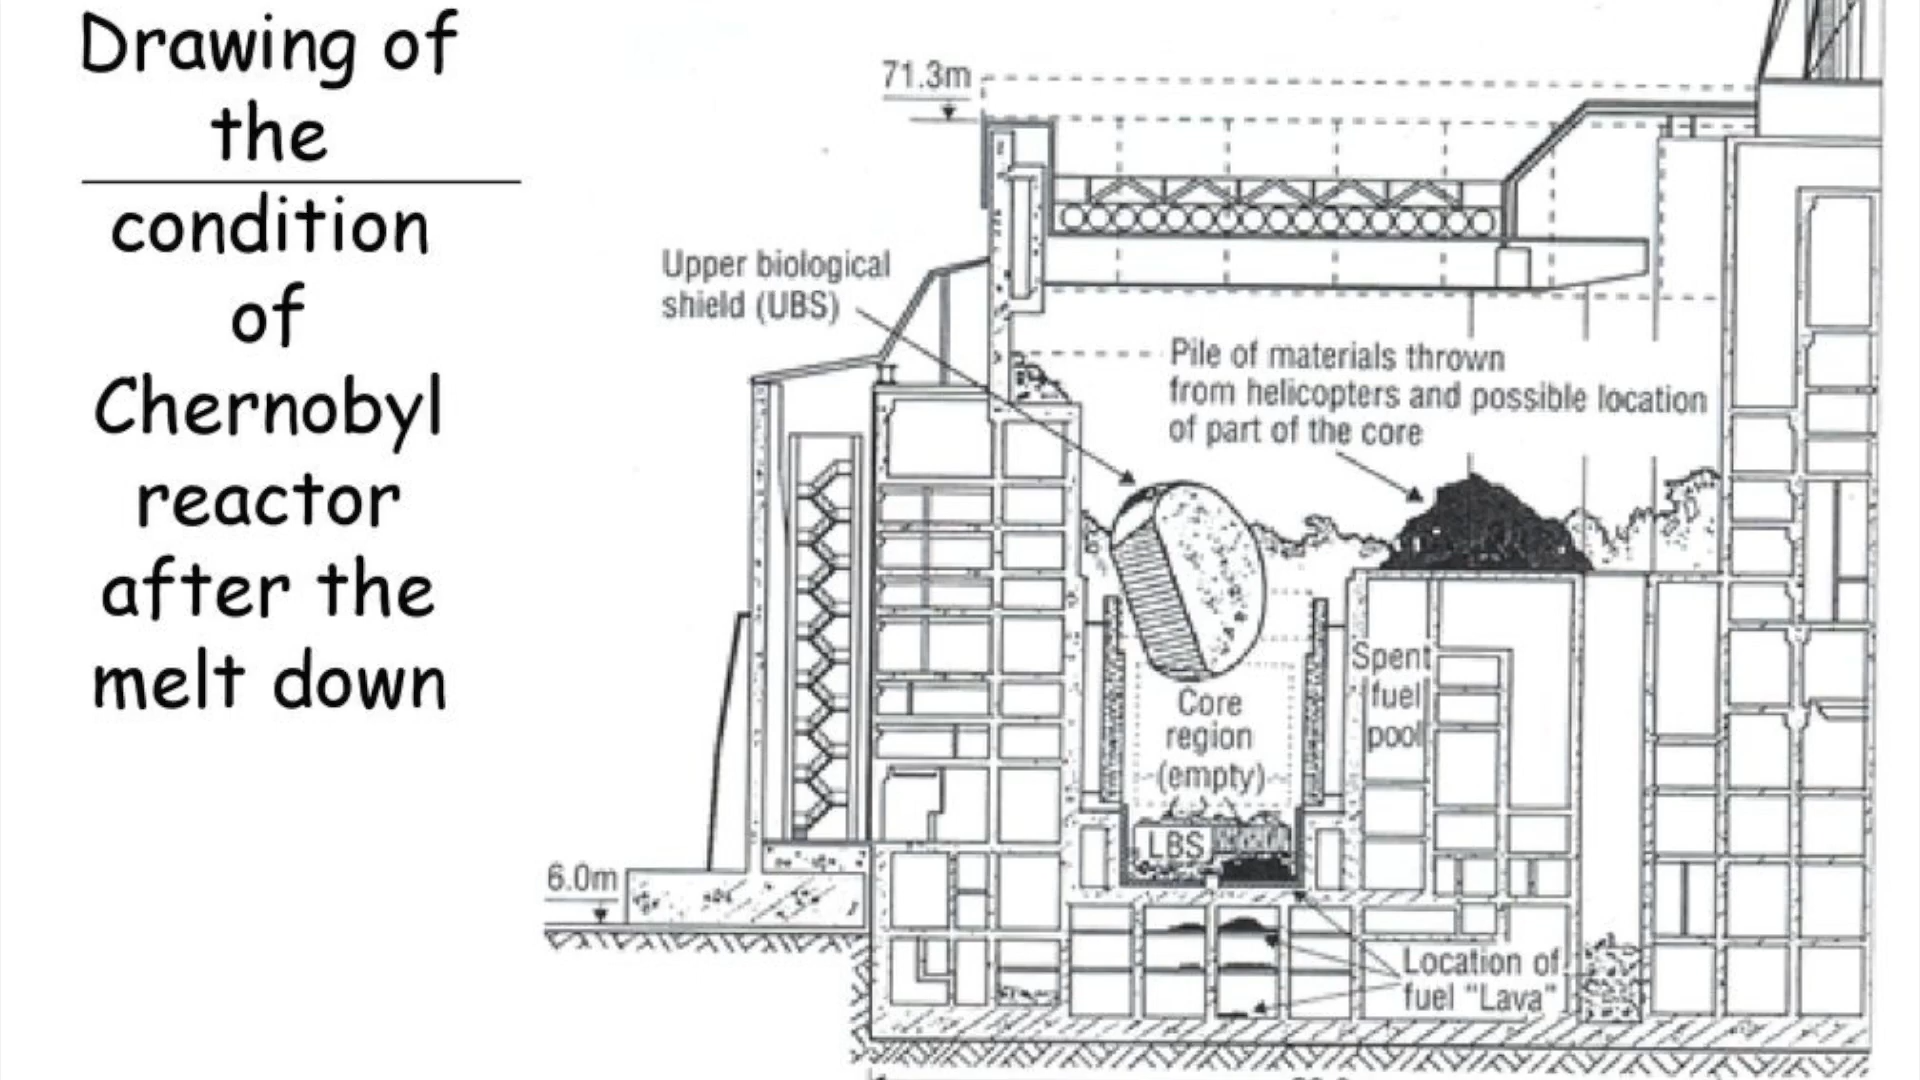 Drawing of
the
condition
of
Chernobyl
reactor
after the
melt down
71.3m
Upper biological
shield (UBS)
Pile of materials thrown
from helicopters and possible location
of part of the core
Spent
fuel
pool
Core
region
(empty)
LBS
6.0m
Location of
fuel "Lava"